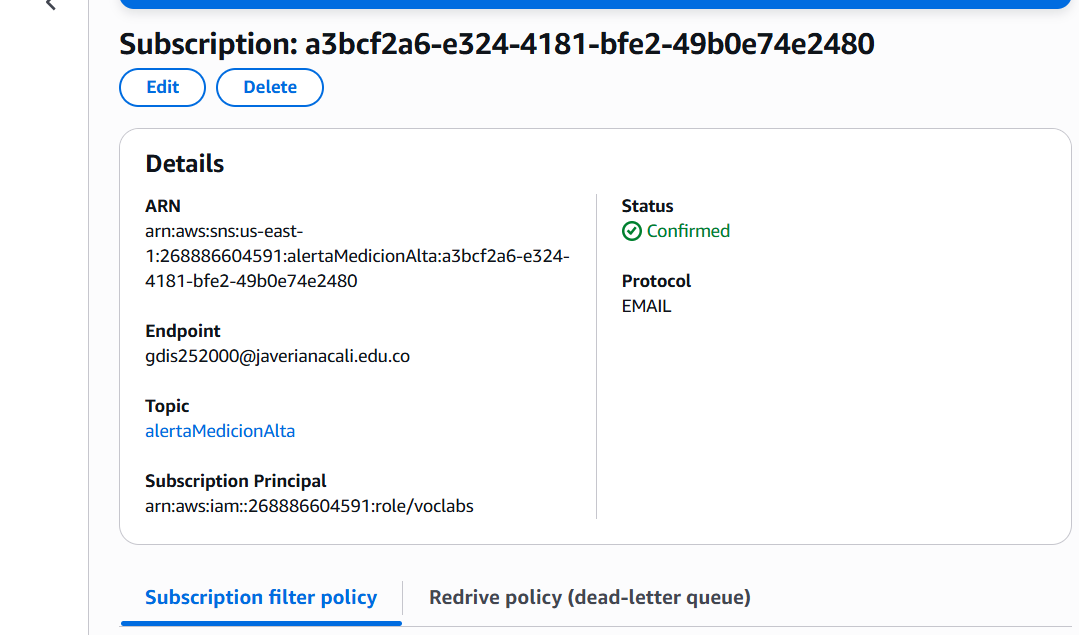 Subscription: a3bcf2a6-e324-4181-bfe2-49b0e74e2480
Edit
Delete
Details
ARN
arn:aws:sns:us-east-
1:268886604591:alertaMedicionAlta:a3bcf2a6-e324-
4181-bfe2-49b0e74e2480
Endpoint
gdis252000@javerianacali.edu.co
Topic
alertaMedicionAlta
Subscription Principal
arn:aws:iam::268886604591:role/voclabs
Status
Confirmed
Protocol
EMAIL
Subscription filter policy
Redrive policy (dead-letter queue)